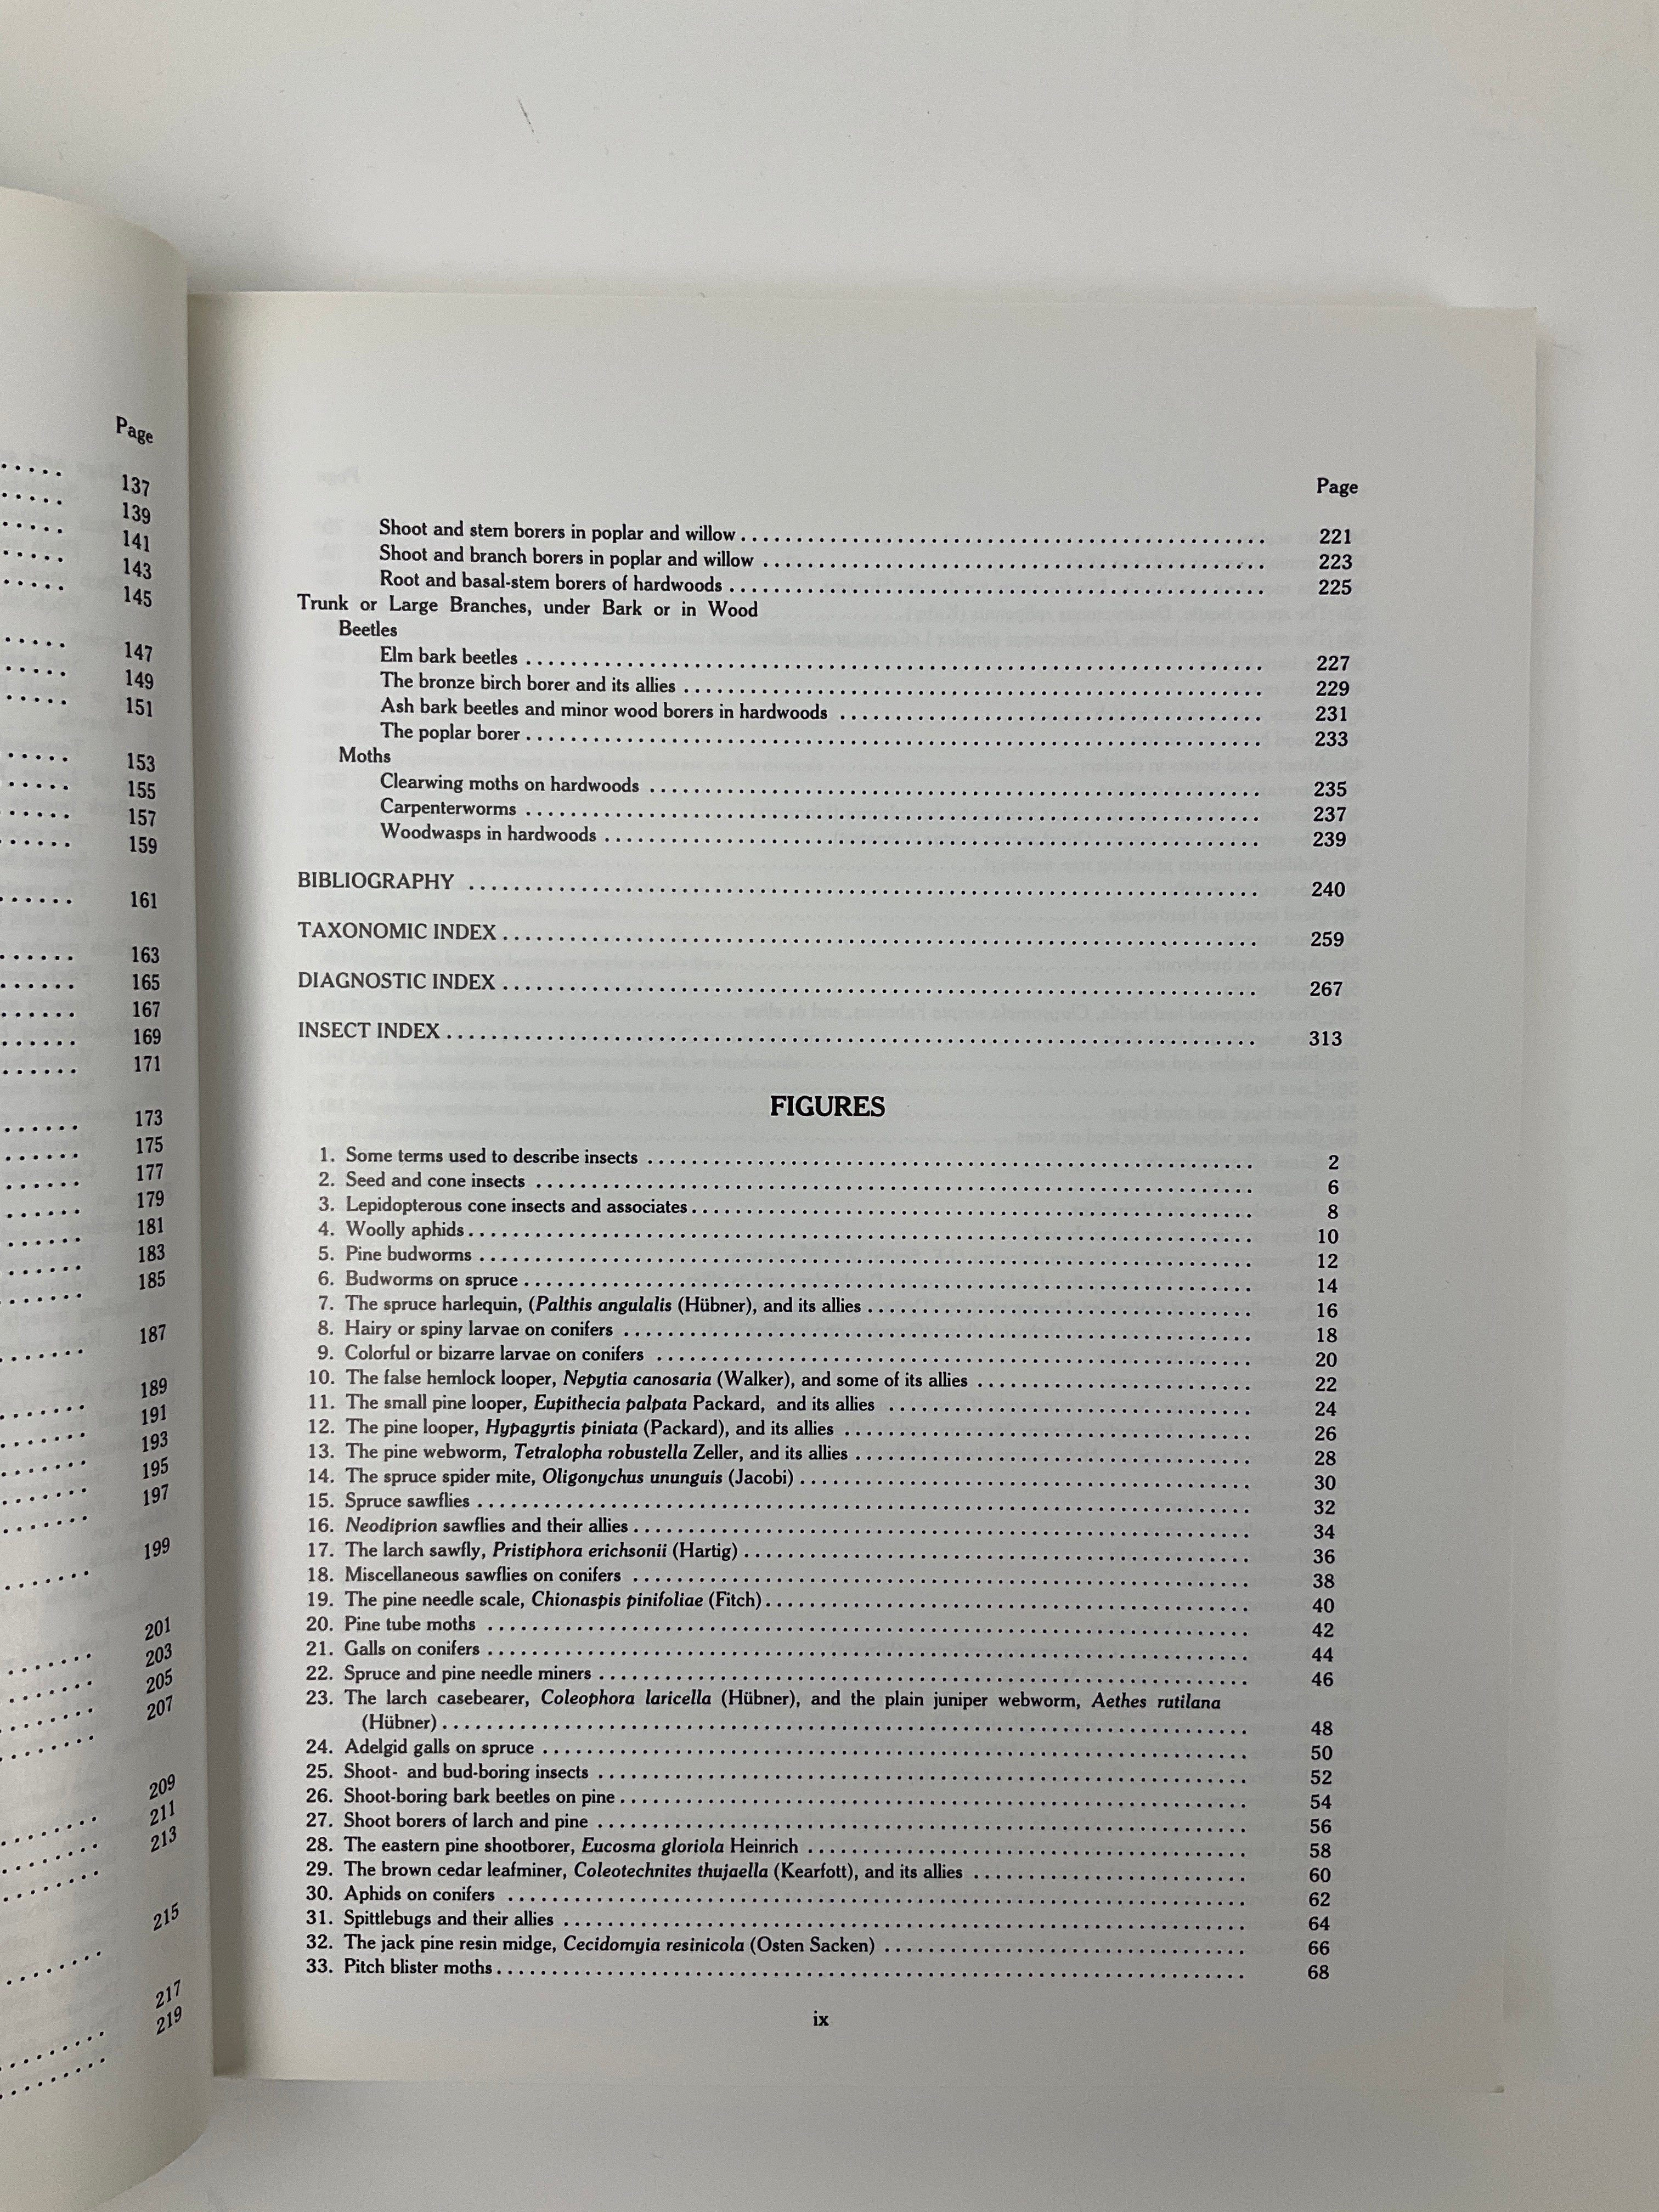 Page
137
139
141
143
145
147
149
151
153
155
157
159
161
163
165
167
169
171
173
175
177
179
181
183
185
187
189
191
193
195
197
199
201
203
205
207
209
211
213
215
217
219
Page
Shoot and stem borers in poplar and willow 221
Shoot and branch borers in poplar and willow 223
Root and basal-stem borers of hardwoods 225
Trunk or Large Branches, under Bark or in Wood
Beetles
Elm bark beetles 227
The bronze birch borer and its allies 229
Ash bark beetles and minor wood borers in hardwoods 231
The poplar borer 233
Moths
Clearwing moths on hardwoods 235
Carpenterworms 237
Woodwasps in hardwoods 239
BIBLIOGRAPHY 240
TAXONOMIC INDEX 259
DIAGNOSTIC INDEX 267
INSECT INDEX 313
FIGURES
1. Some terms used to describe insects 2
2. Seed and cone insects 6
3. Lepidopterous cone insects and associates 8
4. Woolly aphids 10
5. Pine budworms 12
6. Budworms on spruce 14
7. The spruce harlequin, (Palthis angulalis (Hübner), and its allies 16
8. Hairy or spiny larvae on conifers 18
9. Colorful or bizarre larvae on conifers 20
10. The false hemlock looper, Nepytia canosaria (Walker), and some of its allies 22
11. The small pine looper, Eupithecia palpata Packard, and its allies 24
12. The pine looper, Hypagyrtis piniata (Packard), and its allies 26
13. The pine webworm, Tetralopha robustella Zeller, and its allies 28
14. The spruce spider mite, Oligonychus ununguis (Jacobi) 30
15. Spruce sawflies 32
16. Neodiprion sawflies and their allies 34
17. The larch sawfly, Pristiphora erichsonii (Hartig) 36
18. Miscellaneous sawflies on conifers 38
19. The pine needle scale, Chionaspis pinifoliae (Fitch) 40
20. Pine tube moths 42
21. Galls on conifers 44
22. Spruce and pine needle miners 46
23. The larch casebearer, Coleophora laricella (Hübner), and the plain juniper webworm, Aethes rutilana
(Hübner) 48
24. Adelgid galls on spruce 50
25. Shoot- and bud-boring insects 52
26. Shoot-boring bark beetles on pine 54
27. Shoot borers of larch and pine 56
28. The eastern pine shootborer, Eucosma gloriola Heinrich 58
29. The brown cedar leafminer, Coleotechnites thujaella (Kearfott), and its allies 60
30. Aphids on conifers 62
31. Spittlebugs and their allies 64
32. The jack pine resin midge, Cecidomyia resinicola (Osten Sacken) 66
33. Pitch blister moths 68
ix